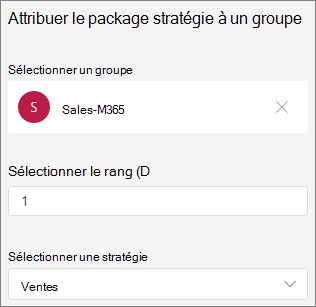 Attribuer le package stratégie à un groupe
Sélectionner un groupe
S
Sales-M365
Sélectionner le rang (D
1
Sélectionner une stratégie
Ventes